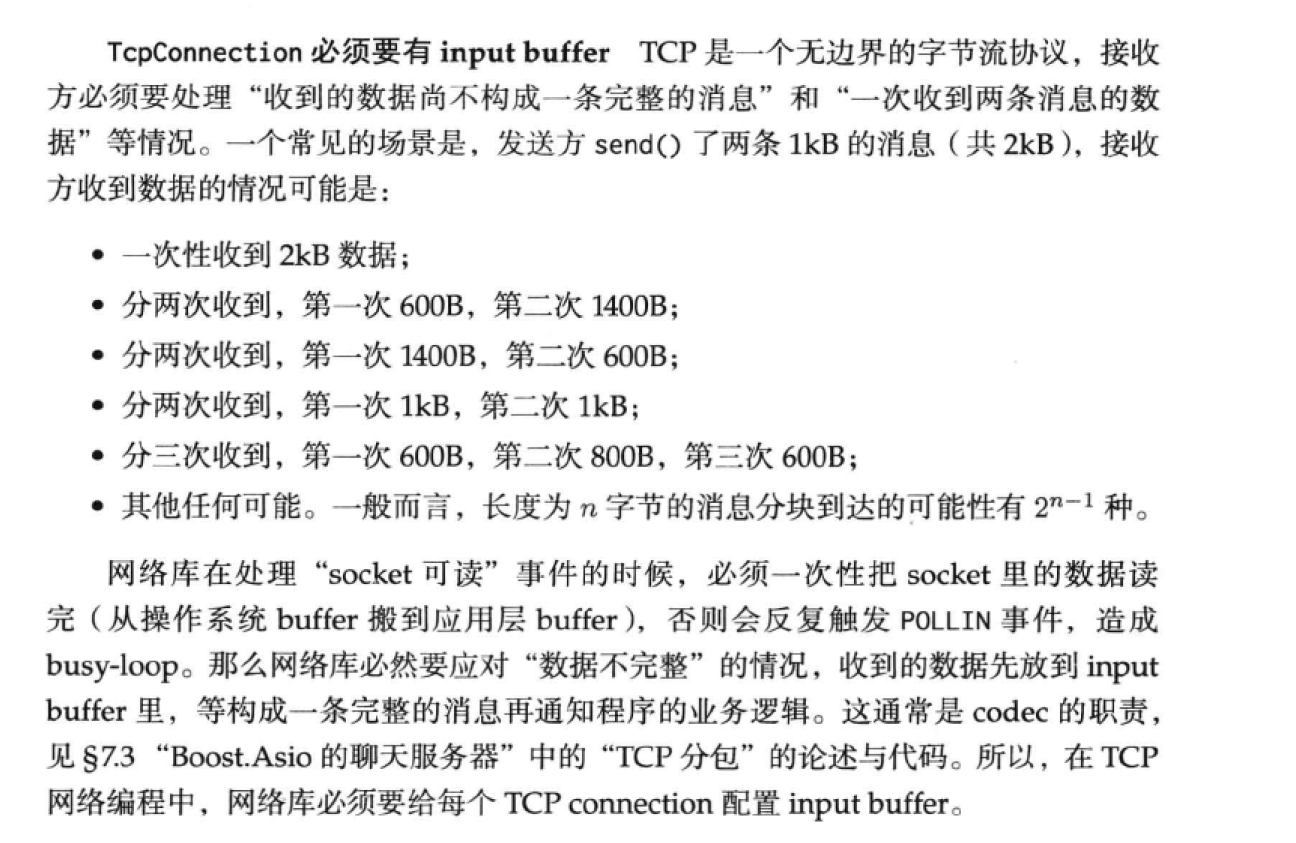 TcpConnection 必须要有 input buffer TCP 是一个无边界的字节流协议，接收
方必须要处理“收到的数据尚不构成一条完整的消息”和“一次收到两条消息的数
据”等情况。一个常见的场景是，发送方 send() 了两条 1kB 的消息（共 2kB），接收
方收到数据的情况可能是：
• 一次性收到 2kB 数据；
• 分两次收到，第一次 600B，第二次 1400B；
• 分两次收到，第一次 1400B，第二次 600B；
• 分两次收到，第一次 1kB，第二次 1kB；
• 分三次收到，第一次 600B，第二次 800B，第三次 600B；
• 其他任何可能。一般而言，长度为 n 字节的消息分块到达的可能性有 2ⁿ⁻¹ 种。
网络库在处理“socket 可读”事件的时候，必须一次性把 socket 里的数据读
完（从操作系统 buffer 搬到应用层 buffer），否则会反复触发 POLLIN 事件，造成
busy-loop。那么网络库必然要应对“数据不完整”的情况，收到的数据先放到 input
buffer 里，等构成一条完整的消息再通知程序的业务逻辑。这通常是 codec 的职责，
见 §7.3 “Boost.Asio 的聊天服务器”中的“TCP 分包”的论述与代码。所以，在 TCP
网络编程中，网络库必须要给每个 TCP connection 配置 input buffer。